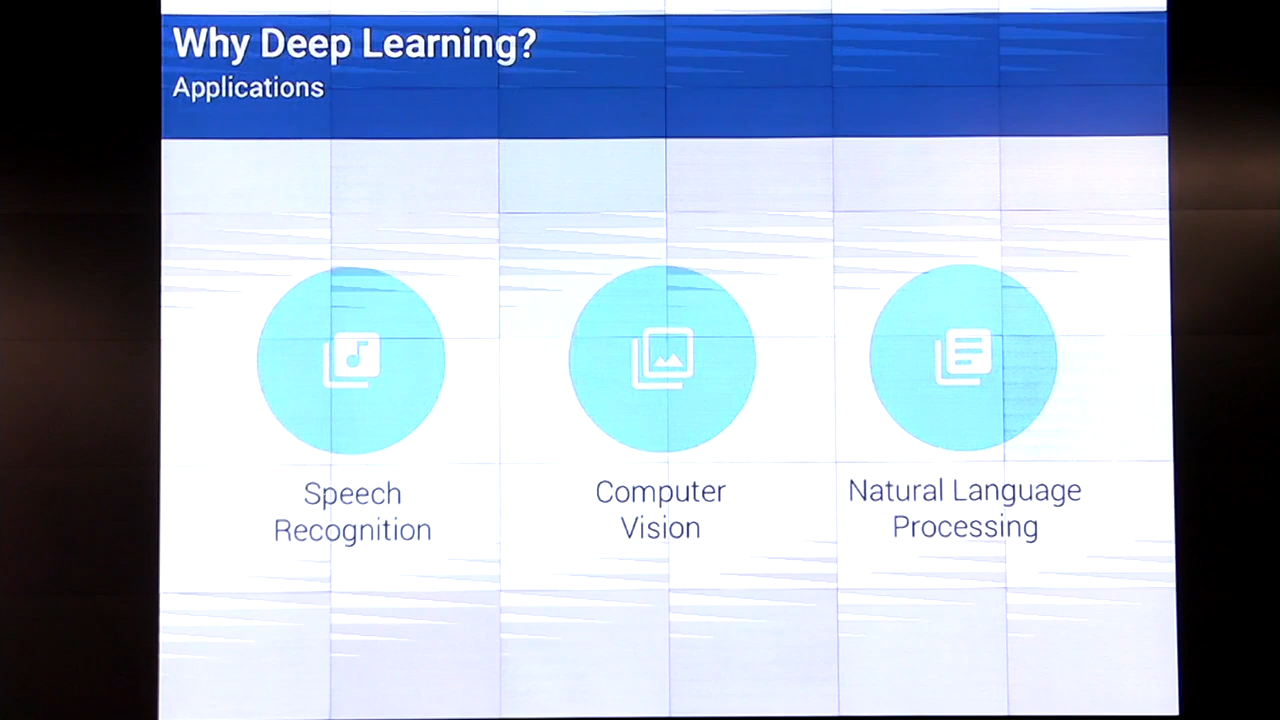 Why Deep Learning?
Applications
Speech
Recognition
Computer
Vision
Natural Language
Processing